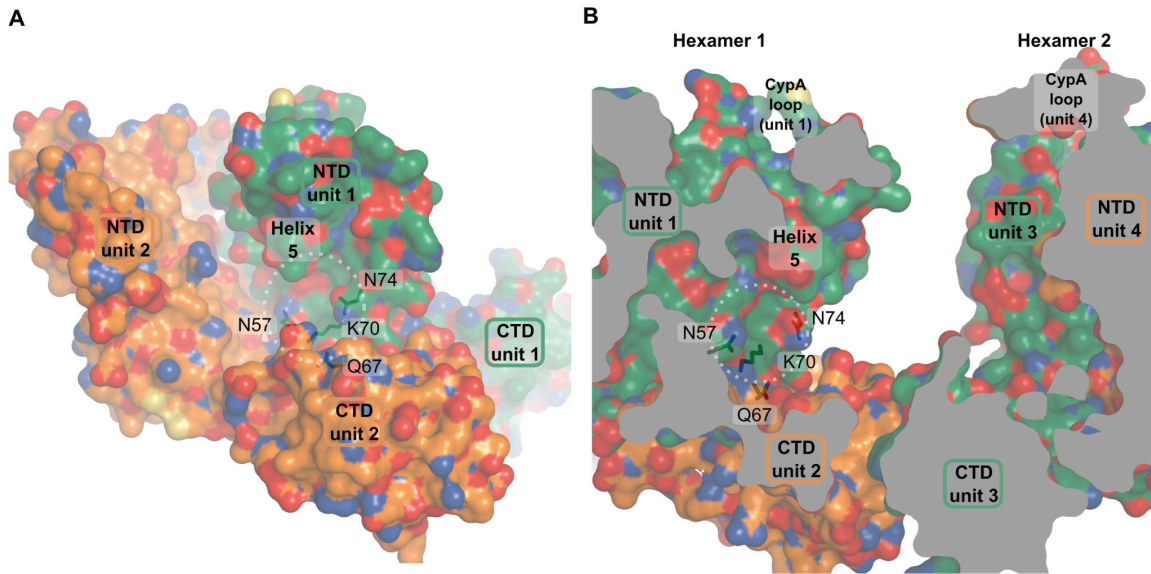 A
NTD
unit 1
NTD
unit 2
Helix
5
N74
N57
K70
CTD
unit 1
Q67
CTD
unit 2
B
Hexamer 1
Hexamer 2
CypA
loop
(unit 1)
CypA
loop
(unit 4)
NTD
unit 1
NTD
unit 3
NTD
unit 4
Helix
5
N74
N57
K70
Q67
CTD
unit 2
CTD
unit 3